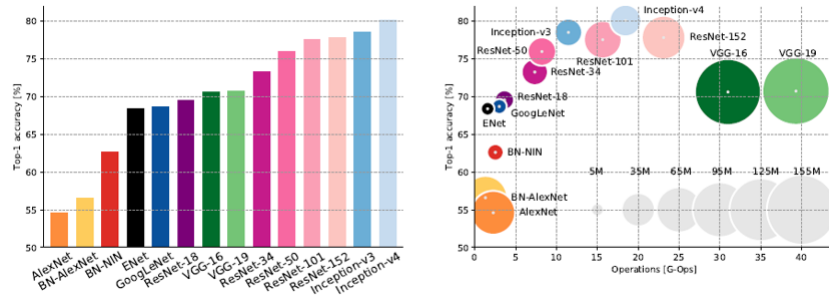 Top-1 accuracy [%]
80
75
70
65
60
55
50
AlexNet
BN-AlexNet
BN-NIN
ENet
GoogLeNet
ResNet-18
VGG-16
VGG-19
ResNet-34
ResNet-50
ResNet-101
ResNet-152
Inception-v3
Inception-v4
Top-1 accuracy [%]
80
75
70
65
60
55
50
Inception-v4
Inception-v3
ResNet-50
ResNet-152
VGG-16
VGG-19
ResNet-101
ResNet-34
ResNet-18
GoogLeNet
ENet
BN-NIN
5M
35M
65M
95M
125M
155M
BN-AlexNet
AlexNet
0
5
10
15
20
25
30
35
40
Operations [G-Ops]